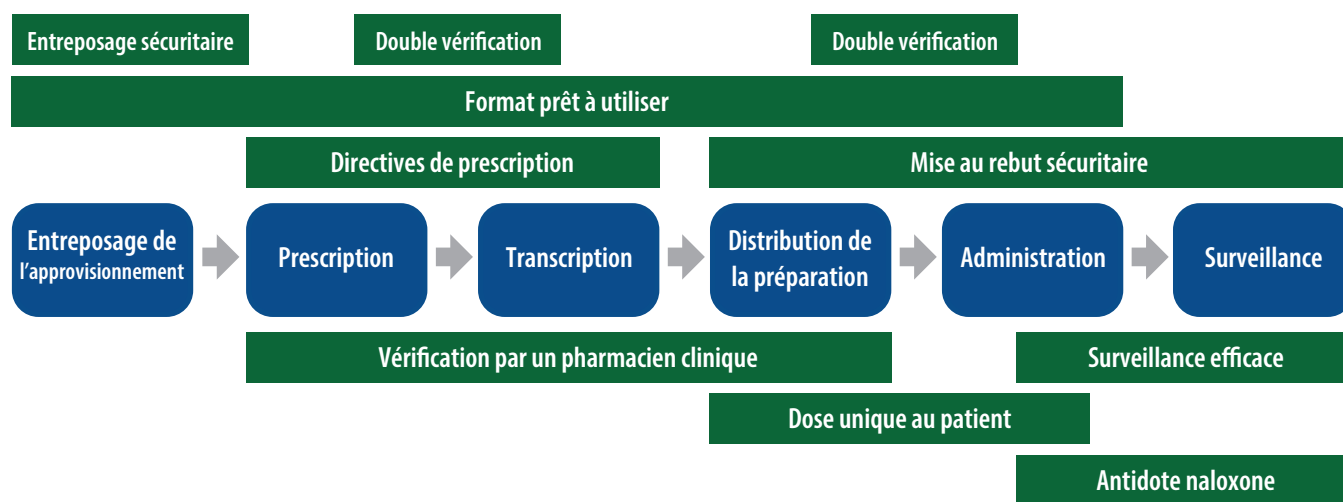 Entreposage sécuritaire
Double vérification
Double vérification
Format prêt à utiliser
Directives de prescription
Mise au rebut sécuritaire
Entreposage de
l'approvisionnement
Prescription
Transcription
Distribution de
la préparation
Administration
Surveillance
Vérification par un pharmacien clinique
Surveillance efficace
Dose unique au patient
Antidote naloxone